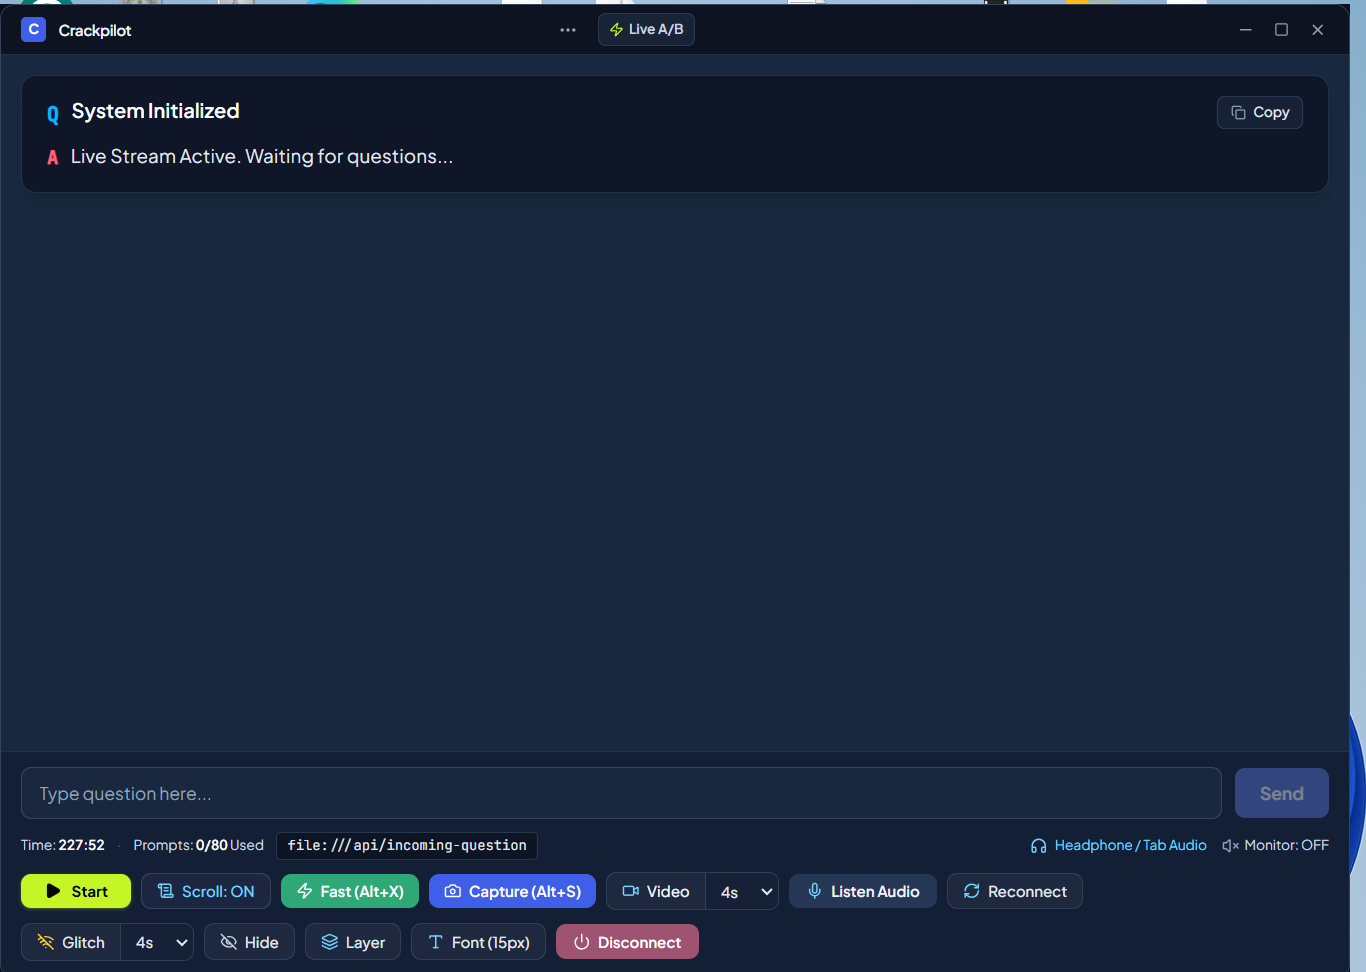 C Crackpilot ... Live A/B
Q System Initialized Copy
A Live Stream Active. Waiting for questions...
Type question here... Send
Time: 227:52 · Prompts: 0/80 Used file:///api/incoming-question Headphone / Tab Audio Monitor: OFF
Start Scroll: ON Fast (Alt+X) Capture (Alt+S) Video 4s Listen Audio Reconnect
Glitch 4s Hide Layer Font (15px) Disconnect